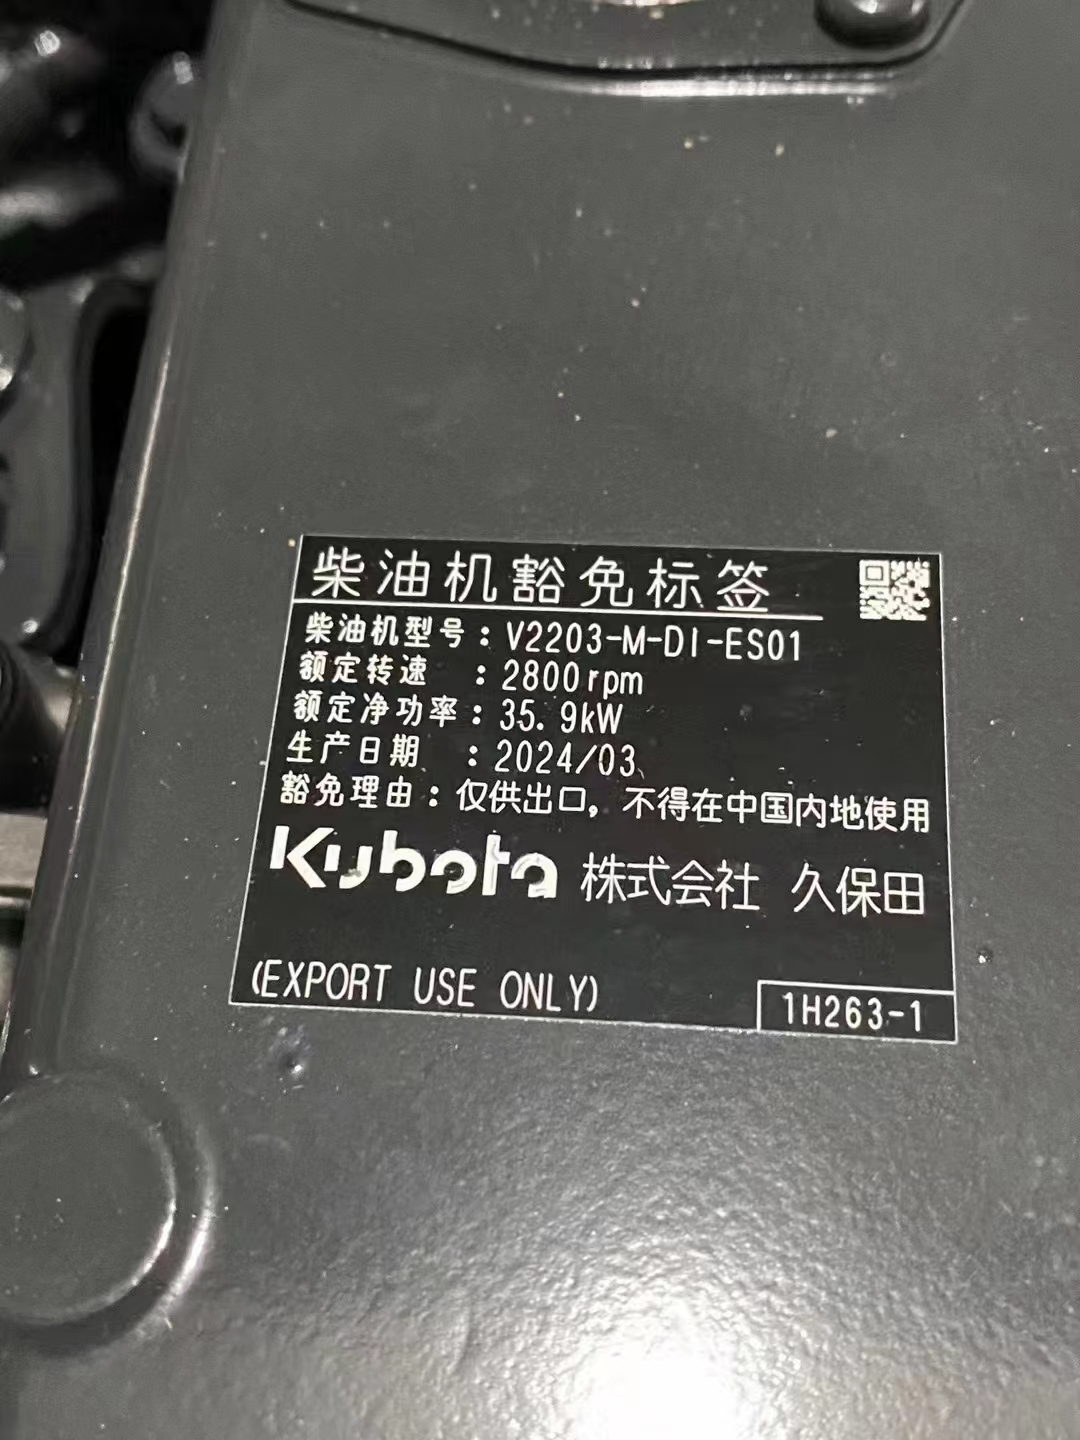 柴油机豁免标签
柴油机型号：V2203-M-DI-ES01
额定转速　：2800rpm
额定净功率：35.9kW
生产日期　：2024/03
豁免理由：仅供出口，不得在中国内地使用
Kubota 株式会社 久保田
(EXPORT USE ONLY)
1H263-1